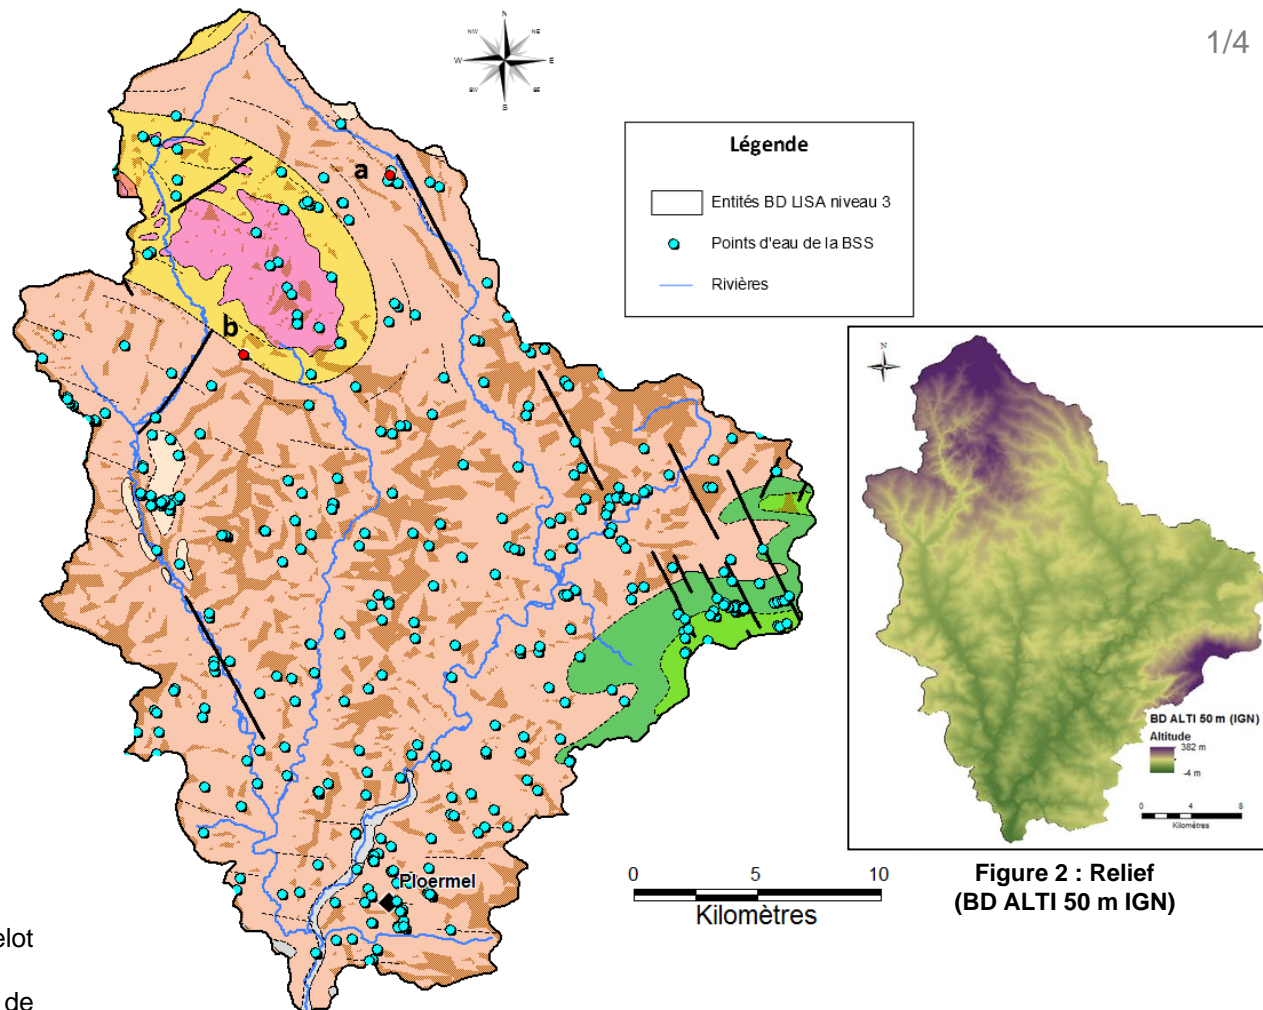 1/4
N
NW
NE
W
E
SW
SE
S
Légende
Entités BD LISA niveau 3
Points d'eau de la BSS
Rivières
a
b
N
BD ALTI 50 m (IGN)
Altitude
382 m
-4 m
0 4 8
Kilomètres
Figure 2 : Relief
(BD ALTI 50 m IGN)
0 5 10
Kilomètres
Ploermel
elot
de